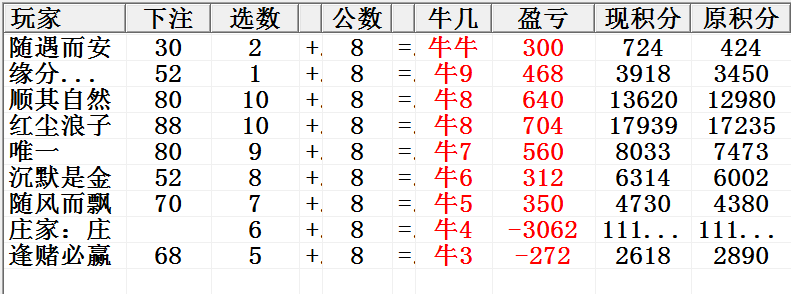 玩家 下注 选数 公数 牛几 盈亏 现积分 原积分
随遇而安 30 2 +. 8 =. 牛牛 300 724 424
缘分... 52 1 +. 8 =. 牛9 468 3918 3450
顺其自然 80 10 +. 8 =. 牛8 640 13620 12980
红尘浪子 88 10 +. 8 =. 牛8 704 17939 17235
唯一 80 9 +. 8 =. 牛7 560 8033 7473
沉默是金 52 8 +. 8 =. 牛6 312 6314 6002
随风而飘 70 7 +. 8 =. 牛5 350 4730 4380
庄家：庄 6 +. 8 =. 牛4 -3062 111... 111...
逢赌必赢 68 5 +. 8 =. 牛3 -272 2618 2890